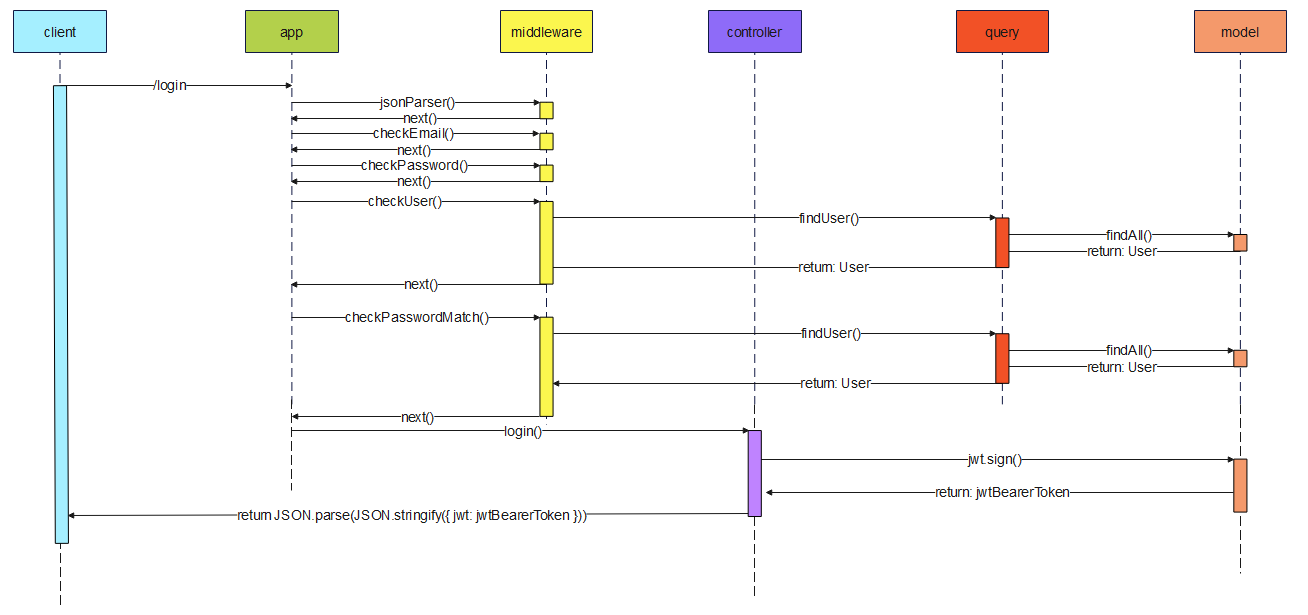 client
app
middleware
controller
query
model
/login
jsonParser()
next()
checkEmail()
next()
checkPassword()
next()
checkUser()
findUser()
findAll()
return: User
return: User
next()
checkPasswordMatch()
findUser()
findAll()
return: User
return: User
next()
login()
jwt.sign()
return: jwtBearerToken
return JSON.parse(JSON.stringify({ jwt: jwtBearerToken }))